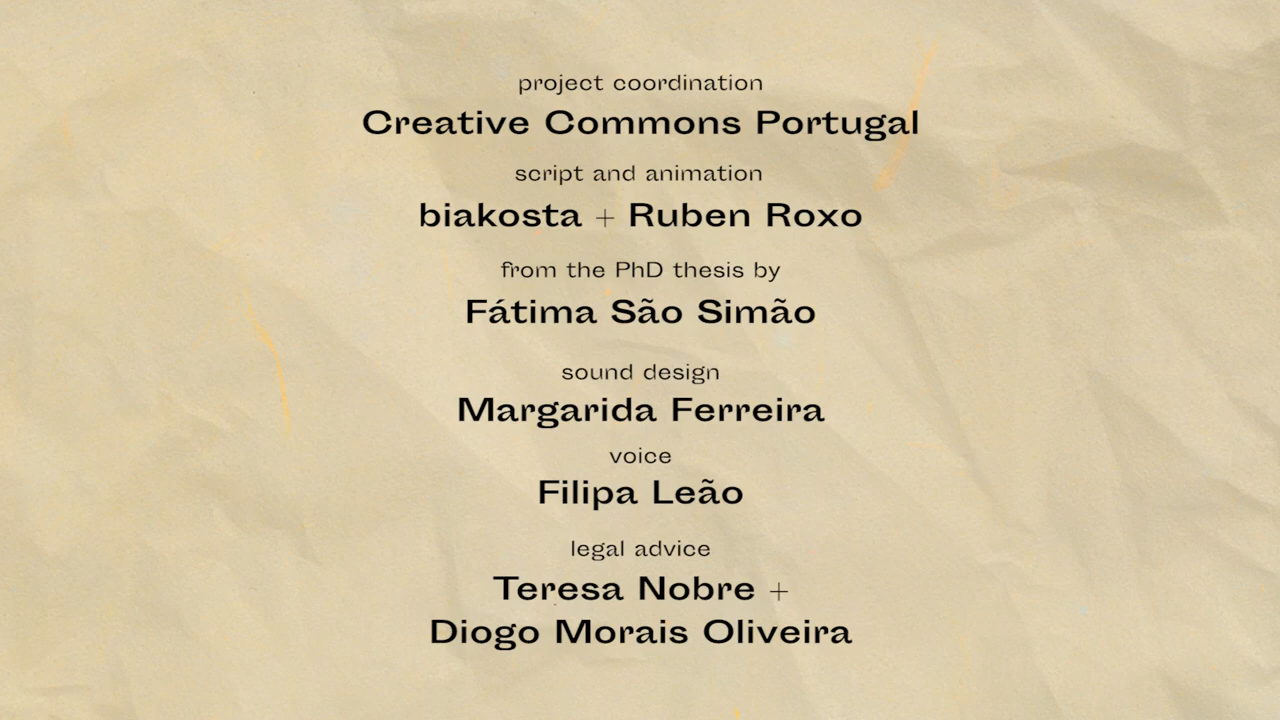 project coordination
Creative Commons Portugal
script and animation
biakosta + Ruben Roxo
from the PhD thesis by
Fátima São Simão
sound design
Margarida Ferreira
voice
Filipa Leão
legal advice
Teresa Nobre +
Diogo Morais Oliveira